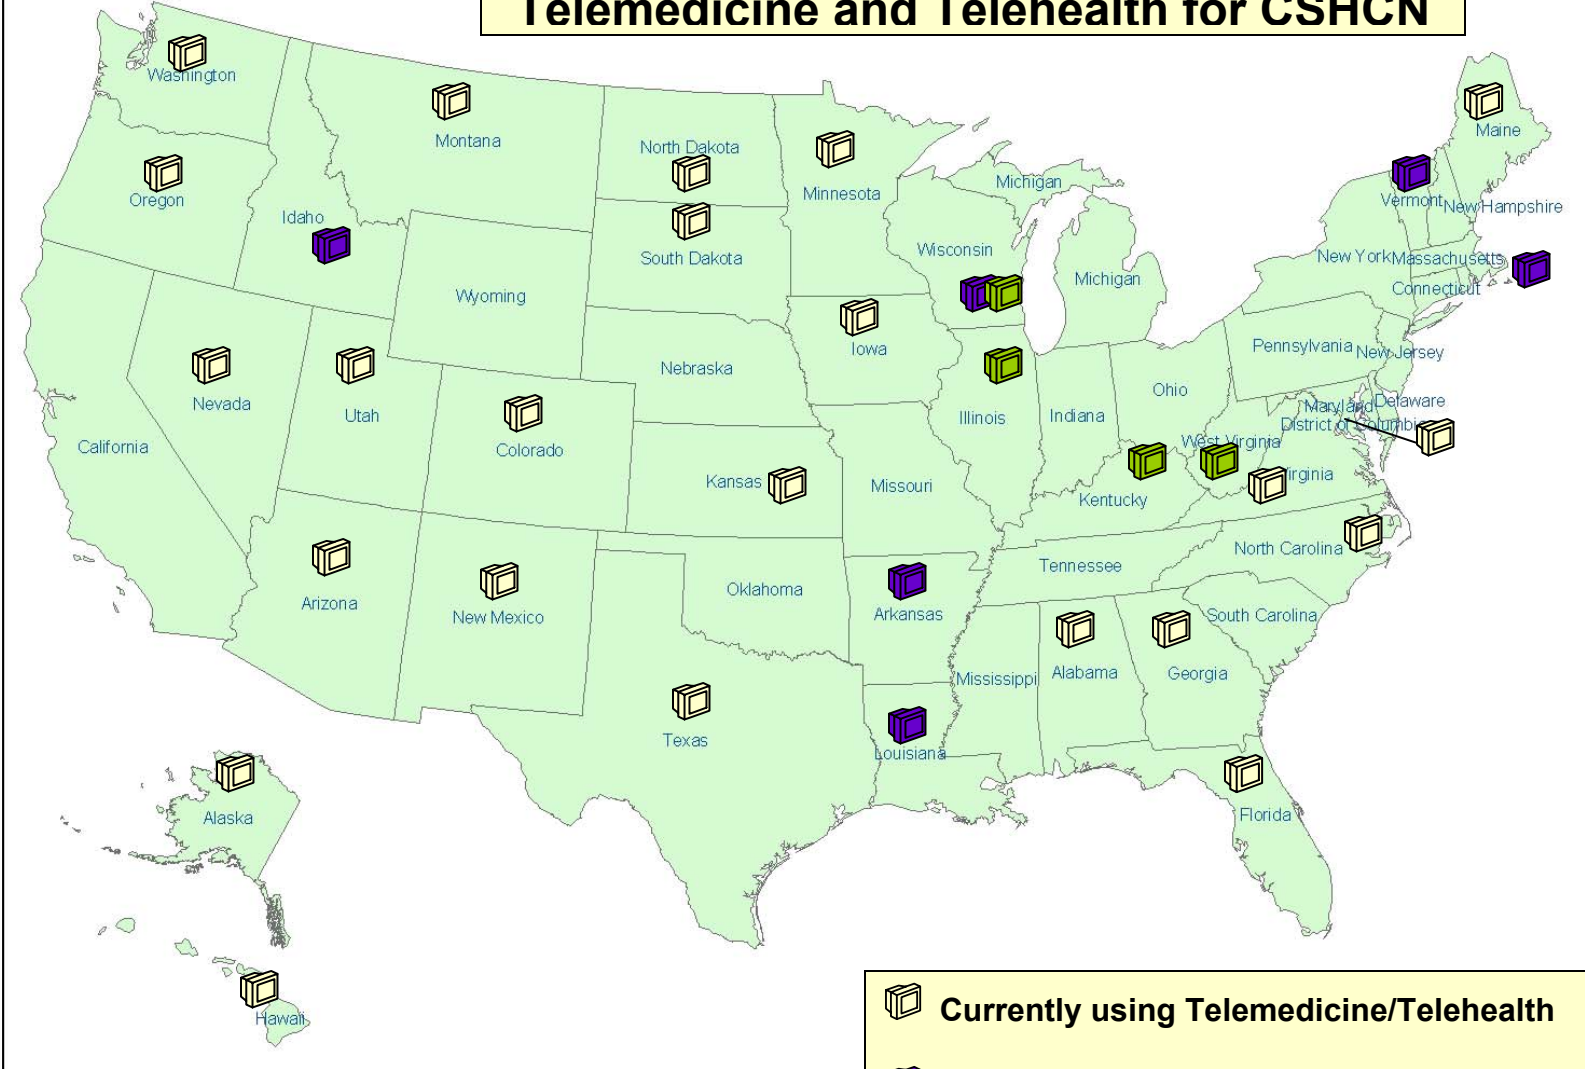 Telemedicine and Telehealth for CSHCN
Washington
Montana
North Dakota
Minnesota
Maine
Oregon
Idaho
Michigan
Vermont
New Hampshire
South Dakota
Wisconsin
New York
Massachusetts
Wyoming
Michigan
Connecticut
Iowa
Pennsylvania
New Jersey
Nebraska
Nevada
Utah
Ohio
Illinois
Indiana
Maryland
Delaware
District of Columbia
California
Colorado
West Virginia
Kansas
Missouri
Kentucky
Virginia
North Carolina
Tennessee
Arizona
New Mexico
Oklahoma
Arkansas
South Carolina
Mississippi
Alabama
Georgia
Texas
Louisiana
Alaska
Florida
Hawaii
Currently using Telemedicine/Telehealth